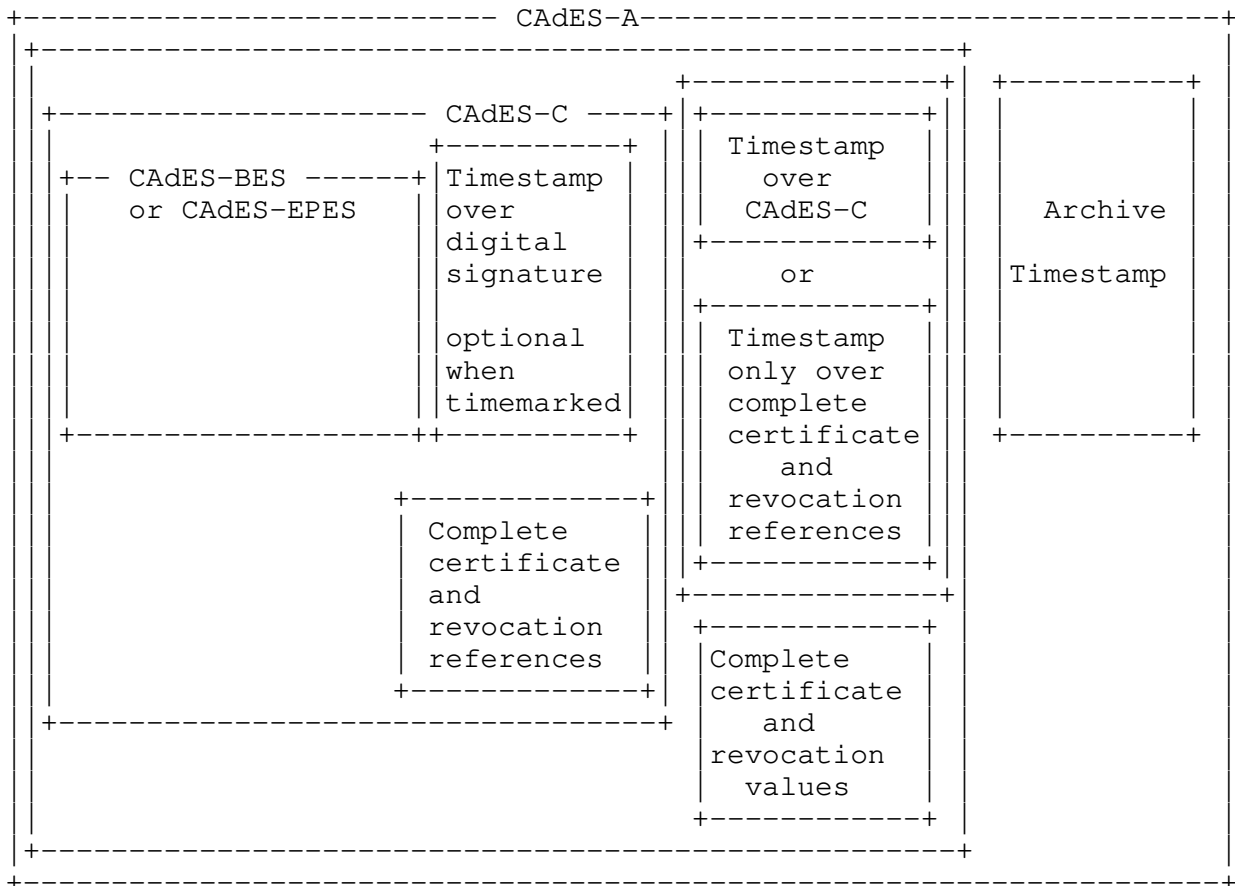 CAdES-A
CAdES-C
CAdES-BES
or CAdES-EPES
Timestamp
over
digital
signature
optional
when
timemarked
Complete
certificate
and
revocation
references
Timestamp
over
CAdES-C
or
Timestamp
only over
complete
certificate
and
revocation
references
Complete
certificate
and
revocation
values
Archive
Timestamp